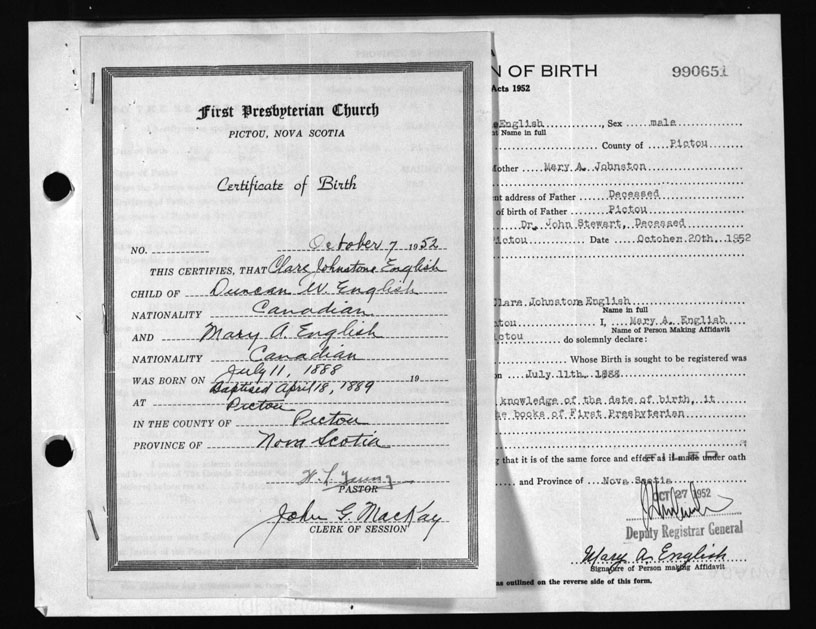 First Presbyterian Church
PICTOU, NOVA SCOTIA
Certificate of Birth
NO. October 7 1952
THIS CERTIFIES, THAT Clare Johnstone English
CHILD OF Duncan W. English
NATIONALITY Canadian
AND Mary A. English
NATIONALITY Canadian
WAS BORN ON July 11, 1888 19
Baptised April 18, 1889
AT Pictou
IN THE COUNTY OF Pictou
PROVINCE OF Nova Scotia
PASTOR
John G. MacKay
CLERK OF SESSION
N OF BIRTH 990651
Acts 1952
English, Sex male
Name in full
County of Pictou
other Mary A. Johnston
nt address of Father Deceased
of birth of Father Pictou
Dr. John Stewart, Deceased
ictou Date October 20th, 1952
Clare Johnstone English
Name in full
tou I, Mary A. English
Name of Person Making Affidavit
ictou do solemnly declare:
Whose Birth is sought to be registered was
n July 11th, 1888
knowledge of the date of birth, it
he books of First Presbyterian
g that it is of the same force and effect as if made under oath
FILED
and Province of Nova Scotia
OCT 27 1952
Deputy Registrar General
Mary A. English
Signature of Person making Affidavit
as outlined on the reverse side of this form.